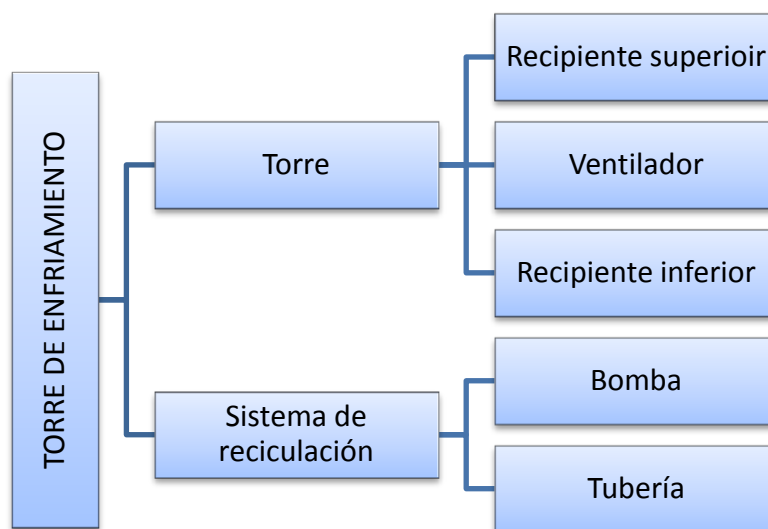 TORRE DE ENFRIAMIENTO
Torre
Recipiente superioir
Ventilador
Recipiente inferior
Sistema de
reciculación
Bomba
Tubería